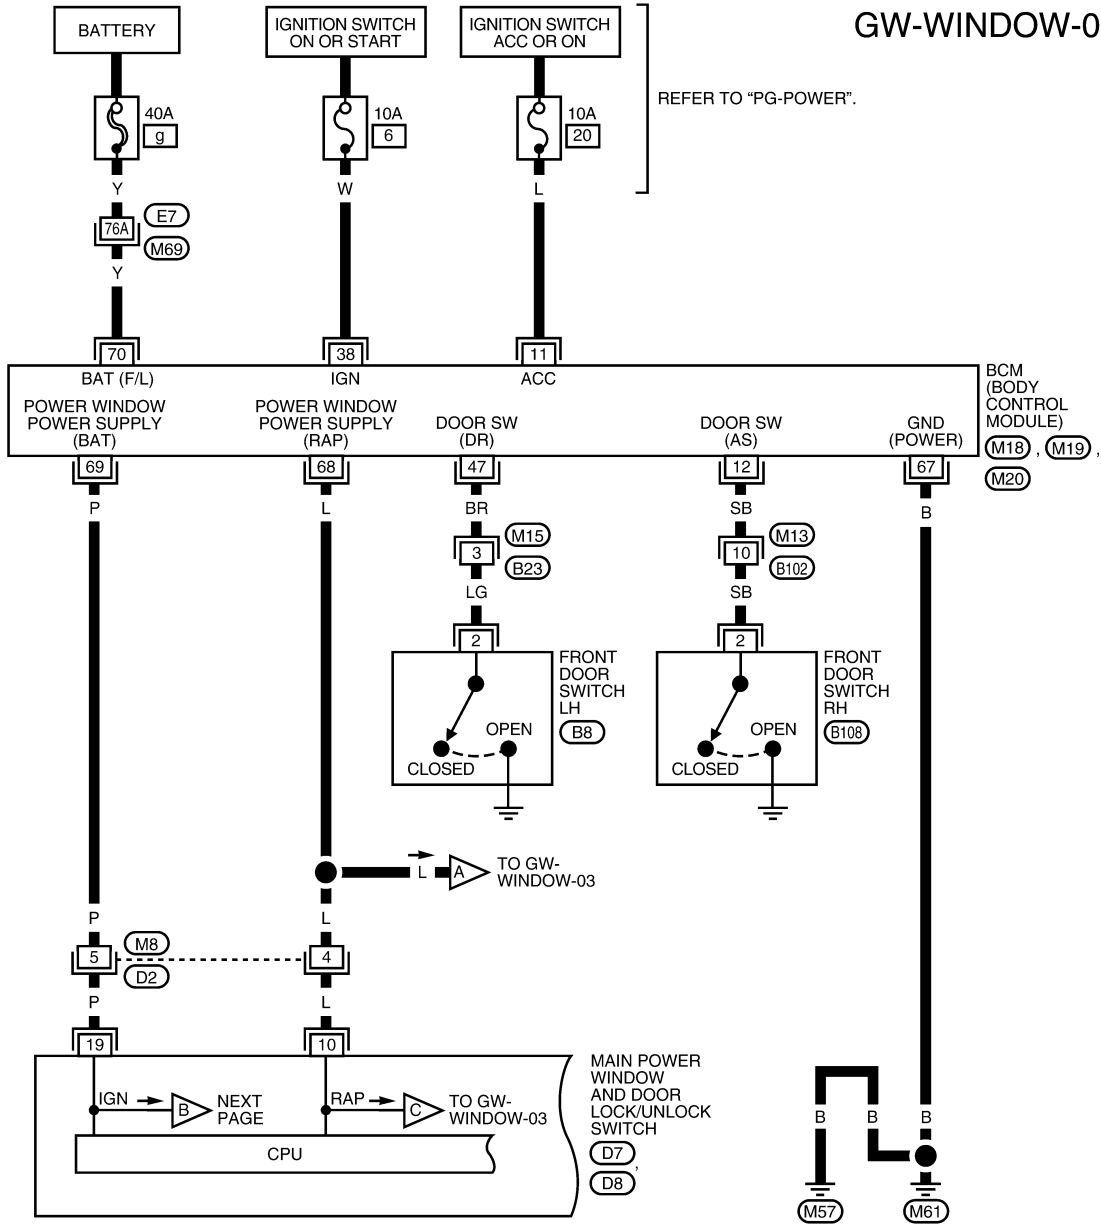 GW-WINDOW-0
BATTERY
IGNITION SWITCH
ON OR START
IGNITION SWITCH
ACC OR ON
REFER TO “PG-POWER”.
40A
g
10A
6
10A
20
Y
W
L
76A
E7
M69
Y
70
38
11
BAT (F/L)
IGN
ACC
BCM
(BODY
CONTROL
MODULE)
M18 , M19 ,
M20
POWER WINDOW
POWER SUPPLY
(BAT)
POWER WINDOW
POWER SUPPLY
(RAP)
DOOR SW
(DR)
DOOR SW
(AS)
GND
(POWER)
69
68
47
12
67
P
L
BR
SB
B
3
M15
B23
10
M13
B102
LG
SB
2
2
FRONT
DOOR
SWITCH
LH
B8
FRONT
DOOR
SWITCH
RH
B108
OPEN
CLOSED
OPEN
CLOSED
L
A
TO GW-
WINDOW-03
P
L
5
M8
D2
4
P
L
19
10
MAIN POWER
WINDOW
AND DOOR
LOCK/UNLOCK
SWITCH
D7 ,
D8
IGN
B
NEXT
PAGE
RAP
C
TO GW-
WINDOW-03
CPU
B
B
B
M57
M61